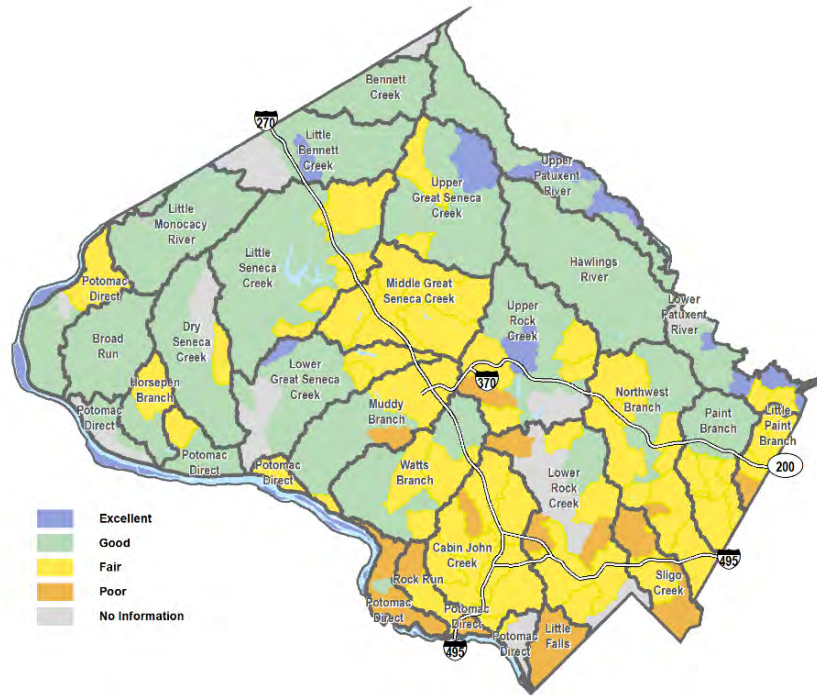 Bennett
Creek
270
Little
Bennett
Creek
Upper
Great Seneca
Creek
Upper
Patuxent
River
Little
Monocacy
River
Little
Seneca
Creek
Hawlings
River
Potomac
Direct
Middle Great
Seneca Creek
Upper
Rock
Creek
Lower
Patuxent
River
Broad
Run
Dry
Seneca
Creek
Lower
Great Seneca
Creek
370
Horsepen
Branch
Muddy
Branch
Northwest
Branch
Paint
Branch
Little
Paint
Branch
Potomac
Direct
Potomac
Direct
Potomac
Direct
Watts
Branch
Lower
Rock
Creek
200
Excellent
Good
Fair
Poor
No Information
Cabin John
Creek
495
Rock Run
Sligo
Creek
Potomac
Direct
Potomac
Direct
Potomac
Direct
Little
Falls
495